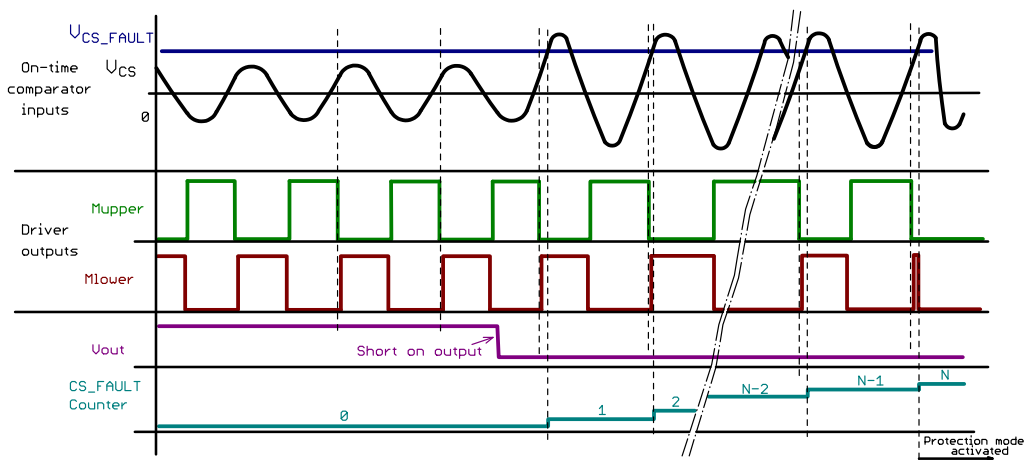 VCS_FAULT
On-time
comparator
inputs
VCS
0
Mupper
Driver
outputs
Mlower
Vout
Short on output
CS_FAULT
Counter
0
1
2
N-2
N-1
N
Protection mode
activated